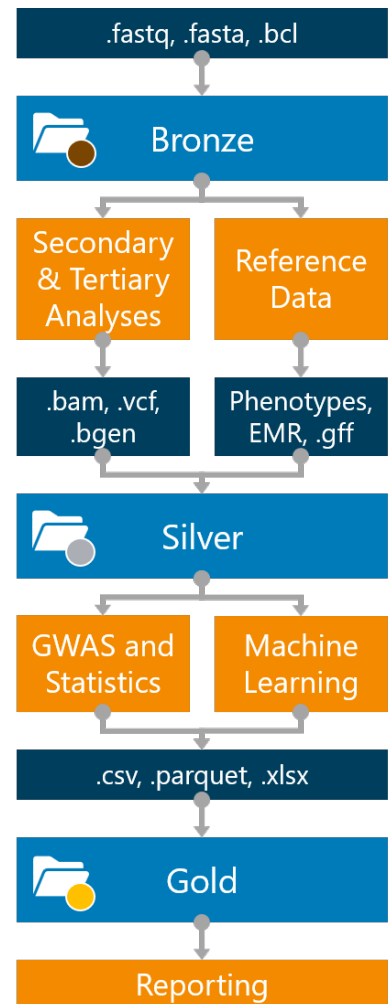 .fastq, .fasta, .bcl
Bronze
Secondary
& Tertiary
Analyses
Reference
Data
.bam, .vcf,
.bgen
Phenotypes,
EMR, .gff
Silver
GWAS and
Statistics
Machine
Learning
.csv, .parquet, .xlsx
Gold
Reporting